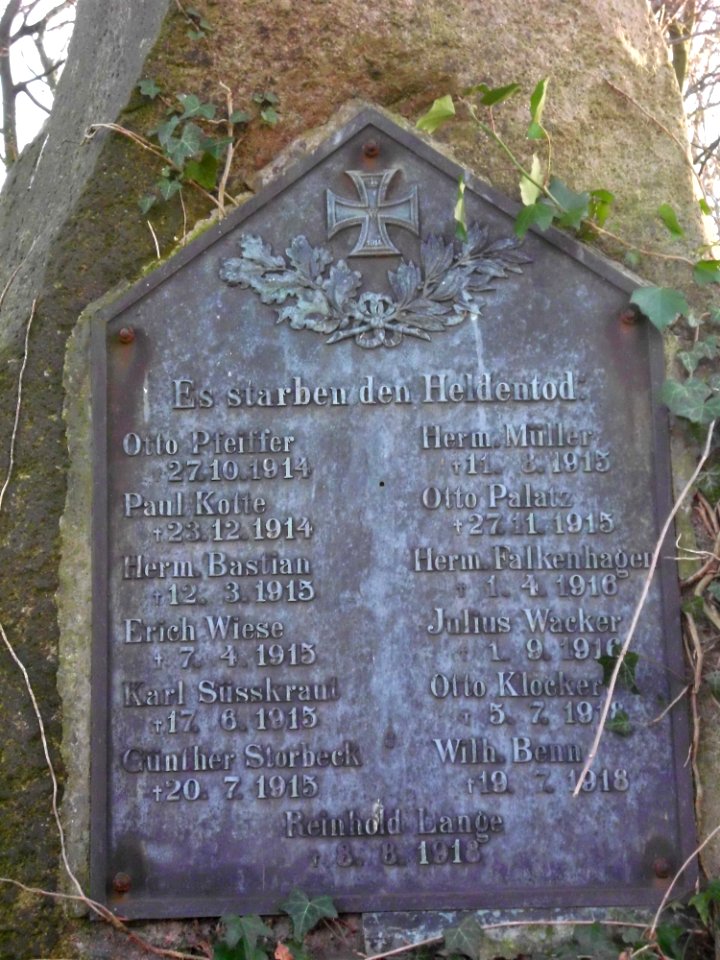 Es starben den Heldentod:
Otto Pfeiffer
†27.10.1914
Paul Kotte
†23.12.1914
Herm. Bastian
†12. 3.1915
Erich Wiese
† 7. 4.1915
Karl Süsskraut
†17. 6.1915
Günther Storbeck
†20. 7.1915
Herm. Müller
†11. 8.1915
Otto Palatz
†27.11.1915
Herm. Falkenhagen
† 1. 4.1916
Julius Wacker
† 1. 9.1916
Otto Klocker
† 5. 7.1918
Wilh. Benn
†19. 7.1918
Reinhold Lange
† 8. 8.1918